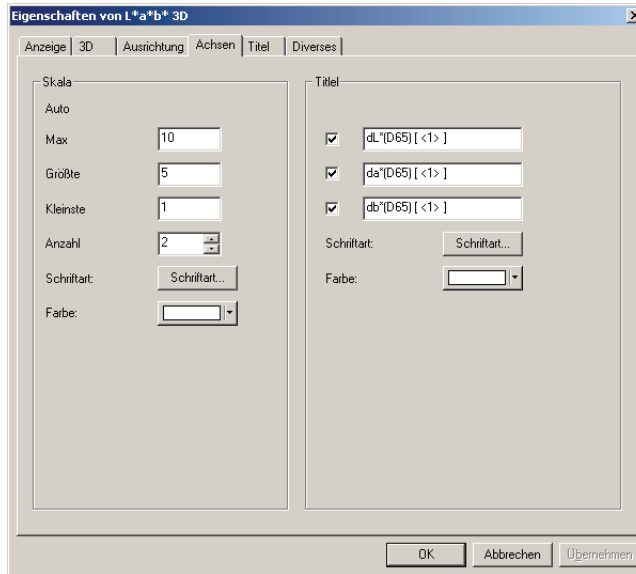 Eigenschaften von L*a*b* 3D
Anzeige 3D Ausrichtung Achsen Titel Diverses
Skala
Auto
Max 10
Größte 5
Kleinste 1
Anzahl 2
Schriftart: Schriftart...
Farbe:
Titlel
dL*(D65) [ <1> ]
da*(D65) [ <1> ]
db*(D65) [ <1> ]
Schriftart: Schriftart...
Farbe:
OK Abbrechen Übernehmen